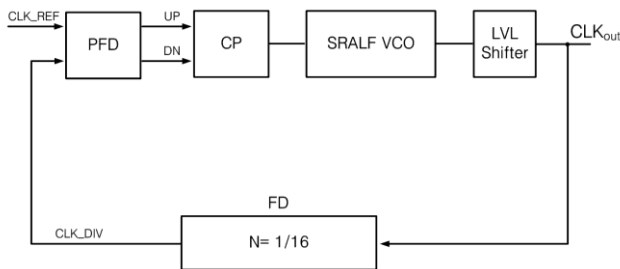 CLK_REF
PFD
UP
DN
CP
SRALF VCO
LVL
Shifter
CLKout
FD
N= 1/16
CLK_DIV